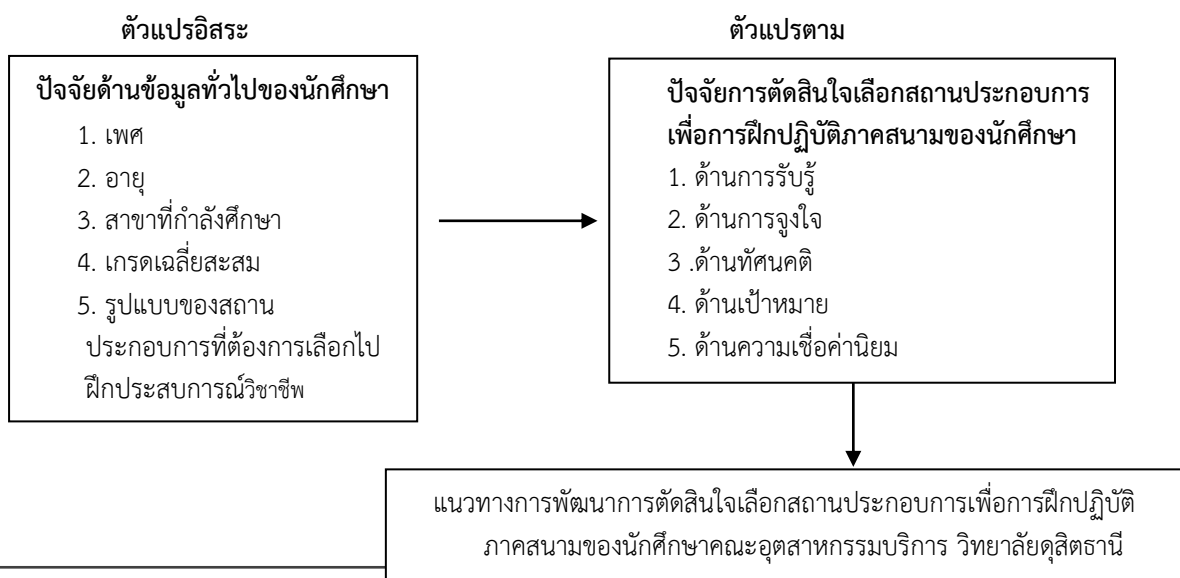 ตัวแปรอิสระ
ปัจจัยด้านข้อมูลทั่วไปของนักศึกษา
1. เพศ
2. อายุ
3. สาขาที่กำลังศึกษา
4. เกรดเฉลี่ยสะสม
5. รูปแบบของสถาน
ประกอบการที่ต้องการเลือกไป
ฝึกประสบการณ์วิชาชีพ
ตัวแปรตาม
ปัจจัยการตัดสินใจเลือกสถานประกอบการ
เพื่อการฝึกปฏิบัติภาคสนามของนักศึกษา
1. ด้านการรับรู้
2. ด้านการจูงใจ
3 .ด้านทัศนคติ
4. ด้านเป้าหมาย
5. ด้านความเชื่อค่านิยม
แนวทางการพัฒนาการตัดสินใจเลือกสถานประกอบการเพื่อการฝึกปฏิบัติ
ภาคสนามของนักศึกษาคณะอุตสาหกรรมบริการ วิทยาลัยดุสิตธานี